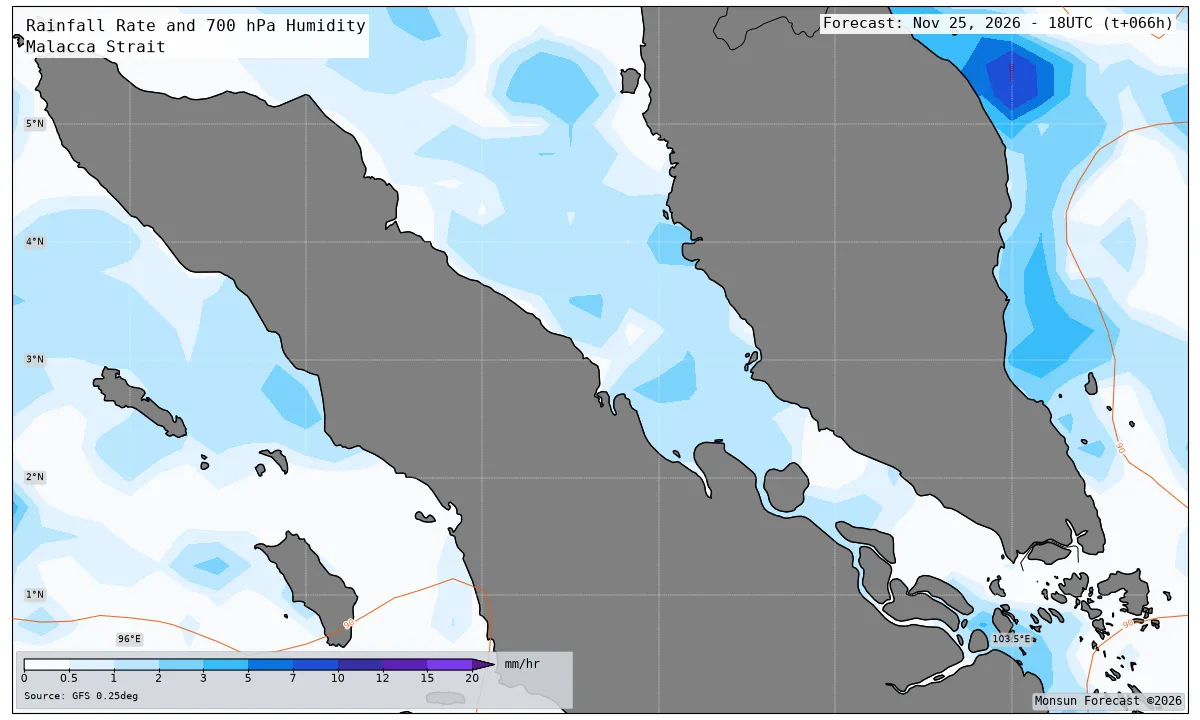 Rainfall Rate and 700 hPa Humidity
Malacca Strait
Forecast: Nov 25, 2026 - 18UTC (t+066h)
5°N
4°N
3°N
90
2°N
1°N
90
90
96°E
103.5°E
mm/hr
0 0.5 1 2 3 5 7 10 12 15 20
Source: GFS 0.25deg
Monsun Forecast ©2026